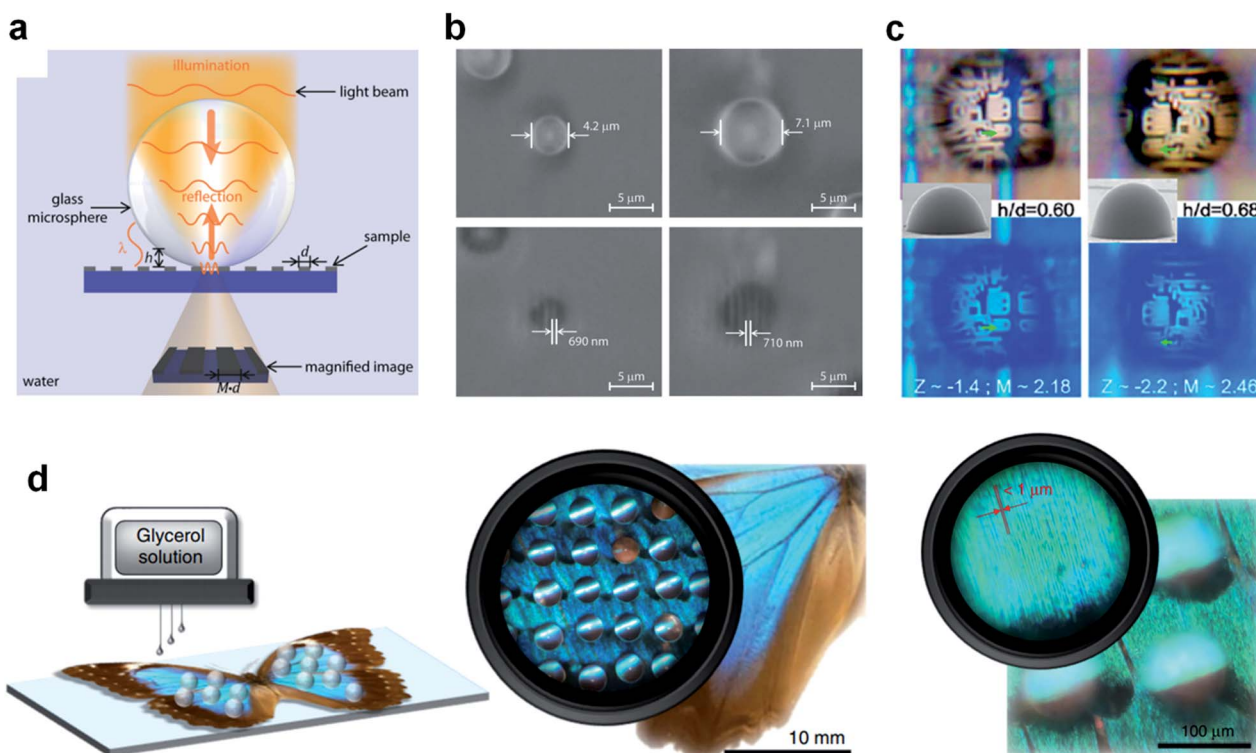 a
illumination
light beam
reflection
glass
microsphere
λ
h
d
sample
magnified image
M·d
water
b
4.2 μm
7.1 μm
5 μm
5 μm
690 nm
710 nm
5 μm
5 μm
c
h/d=0.60
h/d=0.68
Z ~ -1.4 ; M ~ 2.18
Z ~ -2.2 ; M ~ 2.46
d
Glycerol
solution
10 mm
< 1 μm
100 μm